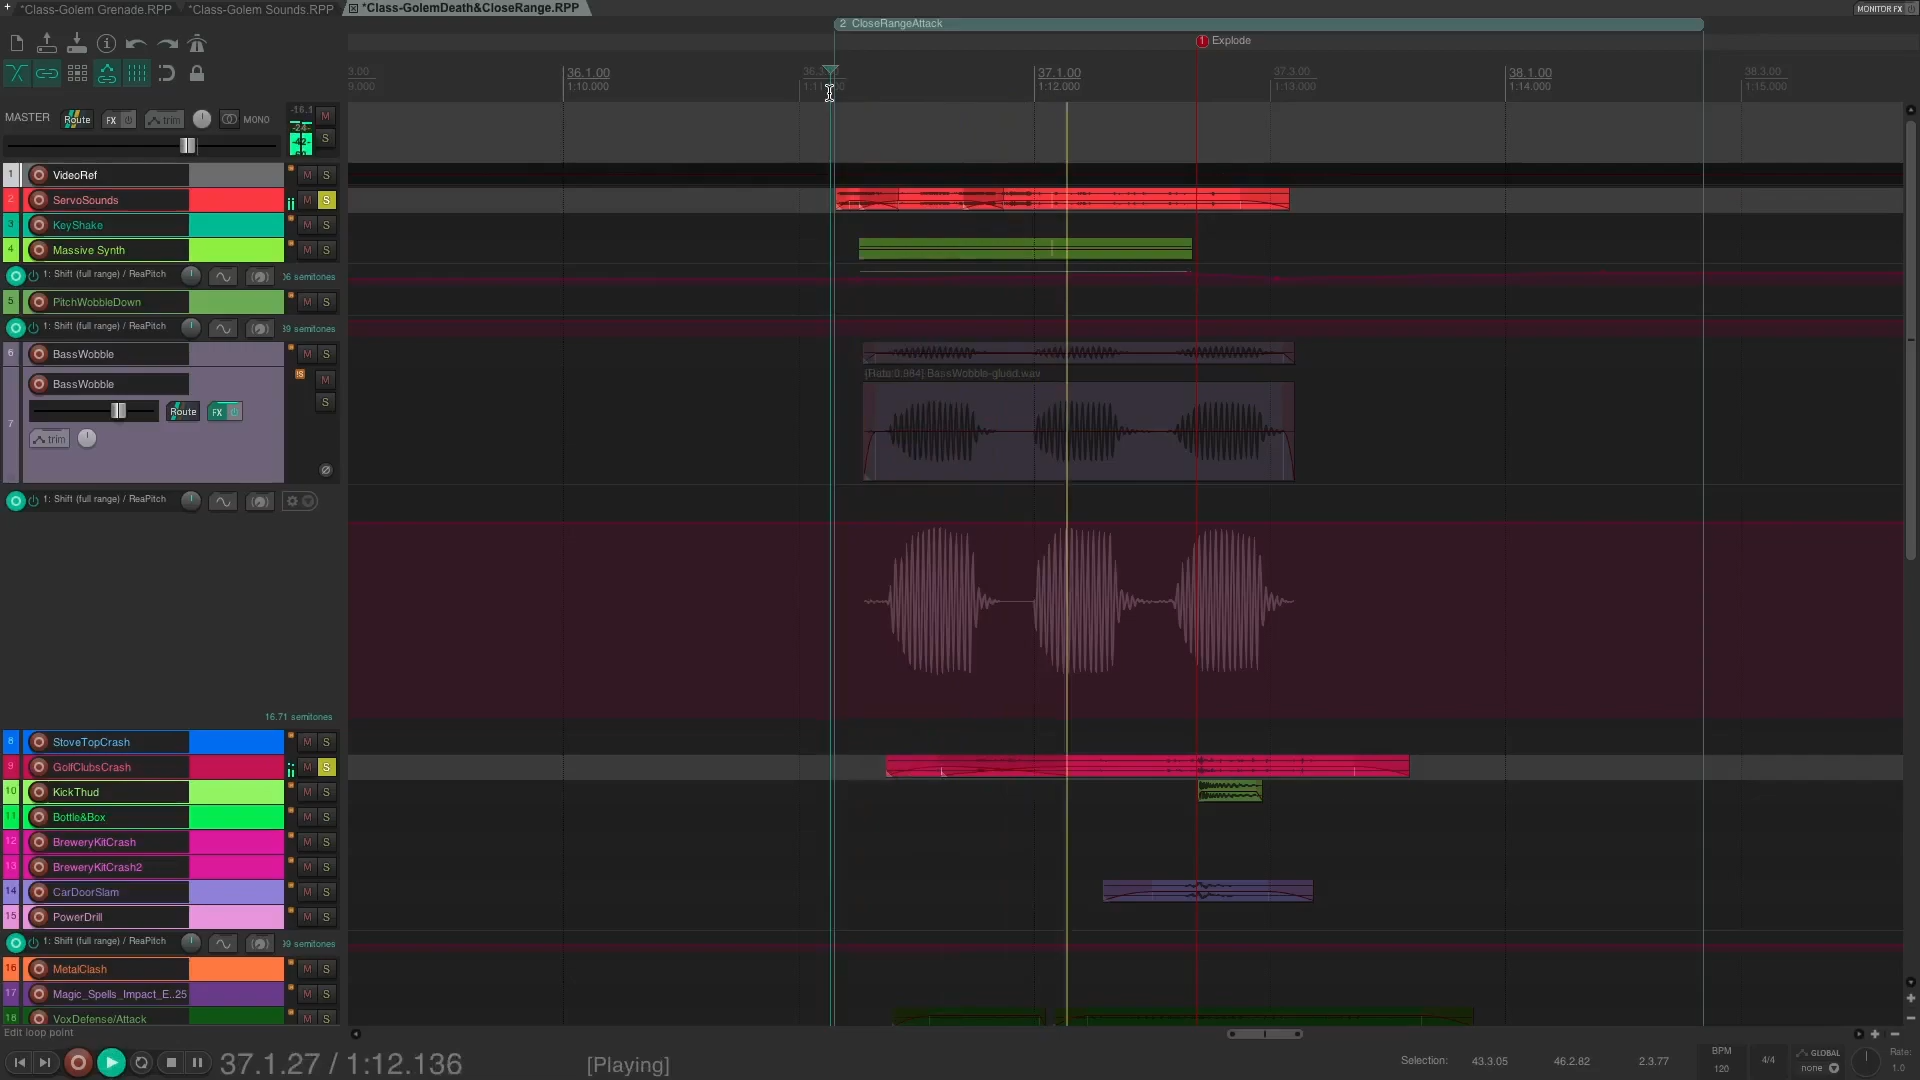 *Class-Golem Grenade.RPP
*Class-Golem Sounds.RPP
*Class-GolemDeath&CloseRange.RPP
MONITOR FX
2 CloseRangeAttack
1 Explode
3.00
9.000
36.1.00
1:10.000
37.1.00
1:12.000
37.3.00
1:13.000
38.1.00
1:14.000
38.3.00
1:15.000
MASTER
Route
FX
trim
MONO
-16.1
-24-
M
S
1 VideoRef M S
2 ServoSounds M S
3 KeyShake M S
4 Massive Synth M S
1: Shift (full range) / ReaPitch
36 semitones
5 PitchWobbleDown M S
1: Shift (full range) / ReaPitch
39 semitones
6 BassWobble M S
7 BassWobble M S
Route
FX
trim
[Rate:0.984] BassWobble-glued.wav
1: Shift (full range) / ReaPitch
16.71 semitones
8 StoveTopCrash M S
9 GolfClubsCrash M S
10 KickThud M S
11 Bottle&Box M S
12 BreweryKitCrash M S
13 BreweryKitCrash2 M S
14 CarDoorSlam M S
15 PowerDrill M S
1: Shift (full range) / ReaPitch
39 semitones
16 MetalClash M S
17 Magic_Spells_Impact_E..25 M S
18 VoxDefense/Attack M S
Edit loop point
37.1.27 / 1:12.136
[Playing]
Selection:
43.3.05
46.2.82
2.3.77
BPM
120
4/4
GLOBAL
none
Rate:
1.0